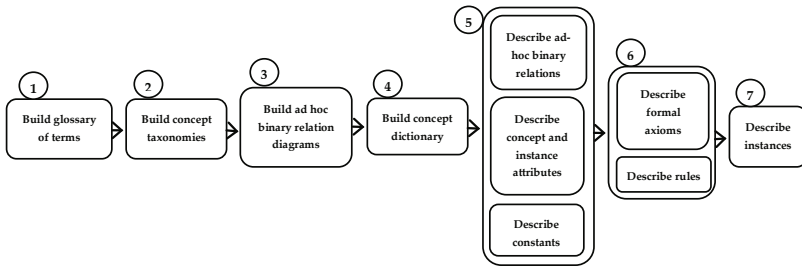 1
Build glossary
of terms
2
Build concept
taxonomies
3
Build ad hoc
binary relation
diagrams
4
Build concept
dictionary
5
Describe ad-
hoc binary
relations
Describe
concept and
instance
attributes
Describe
constants
6
Describe
formal
axioms
Describe rules
7
Describe
instances